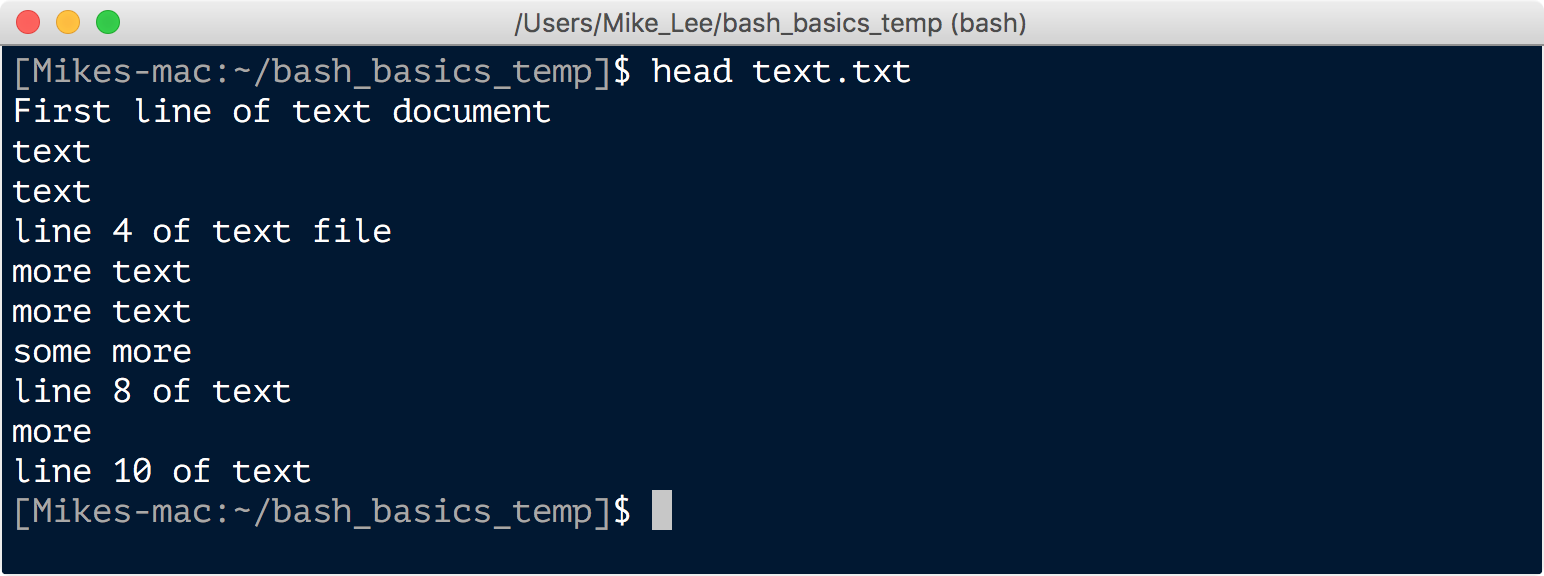 /Users/Mike_Lee/bash_basics_temp (bash)
[Mikes-mac:~/bash_basics_temp]$ head text.txt
First line of text document
text
text
line 4 of text file
more text
more text
some more
line 8 of text
more
line 10 of text
[Mikes-mac:~/bash_basics_temp]$